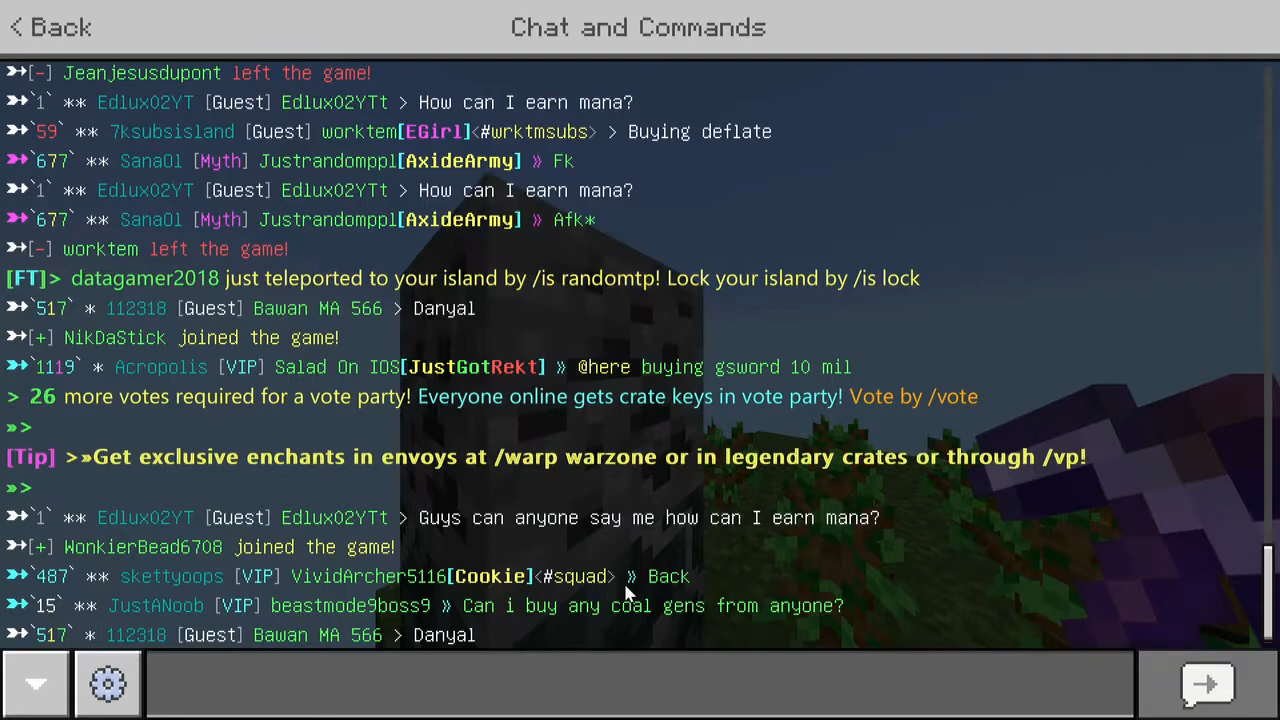 < Back
Chat and Commands
➳[-] Jeanjesusdupont left the game!
➳`1` ** Edlux02YT [Guest] Edlux02YTt > How can I earn mana?
➳`59` ** 7ksubsisland [Guest] worktem[EGirl]<#wrktmsubs> > Buying deflate
➳`677` ** SanaOl [Myth] Justrandomppl[AxideArmy] » Fk
➳`1` ** Edlux02YT [Guest] Edlux02YTt > How can I earn mana?
➳`677` ** SanaOl [Myth] Justrandomppl[AxideArmy] » Afk*
➳[-] worktem left the game!
[FT]> datagamer2018 just teleported to your island by /is randomtp! Lock your island by /is lock
➳`517` * 112318 [Guest] Bawan MA 566 > Danyal
➳[+] NikDaStick joined the game!
➳`1119` * Acropolis [VIP] Salad On IOS[JustGotRekt] » @here buying gsword 10 mil
> 26 more votes required for a vote party! Everyone online gets crate keys in vote party! Vote by /vote
»>
[Tip] >»Get exclusive enchants in envoys at /warp warzone or in legendary crates or through /vp!
»>
➳`1` ** Edlux02YT [Guest] Edlux02YTt > Guys can anyone say me how can I earn mana?
➳[+] WonkierBead6708 joined the game!
➳`487` ** skettyoops [VIP] VividArcher5116[Cookie]<#squad> » Back
➳`15` ** JustANoob [VIP] beastmode9boss9 » Can i buy any coal gens from anyone?
➳`517` * 112318 [Guest] Bawan MA 566 > Danyal